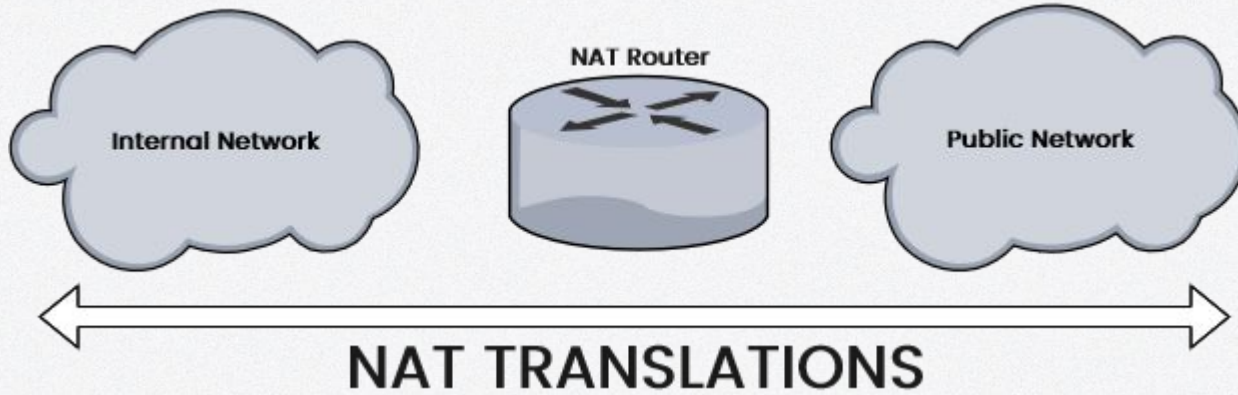 NAT Router
Internal Network
Public Network
NAT TRANSLATIONS